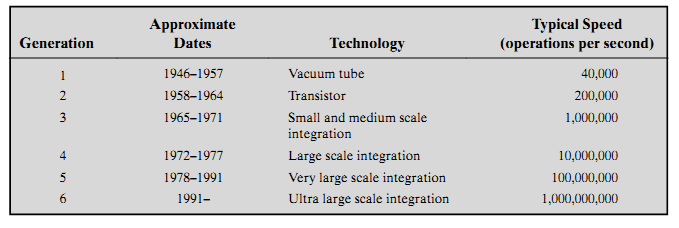 Approximate Typical Speed
Generation Dates Technology (operations per second)
1 1946–1957 Vacuum tube 40,000
2 1958–1964 Transistor 200,000
3 1965–1971 Small and medium scale 1,000,000
integration
4 1972–1977 Large scale integration 10,000,000
5 1978–1991 Very large scale integration 100,000,000
6 1991– Ultra large scale integration 1,000,000,000